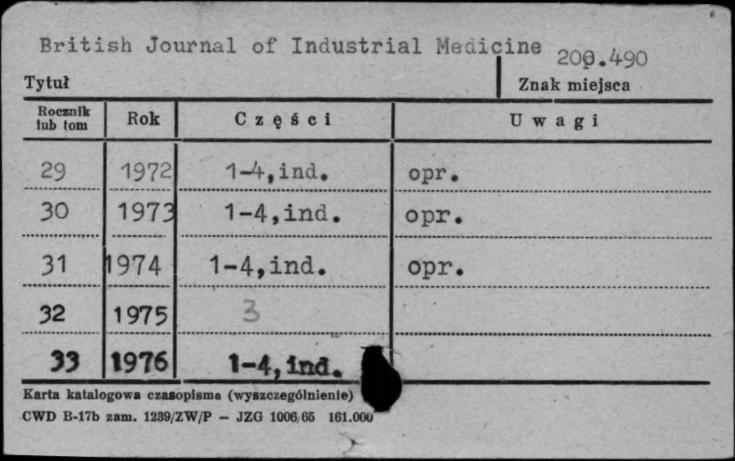 British Journal of Industrial Medicine 200.490
Tytuł Znak miejsca
Rocznik lub tom Rok Części Uwagi
29 1972 1-4,ind. opr.
30 1973 1-4,ind. opr.
31 1974 1-4,ind. opr.
32 1975 3
33 1976 1-4,ind.
Karta katalogowa czasopisma (wyszczególnienie)
CWD B-17b zam. 1239/ZW/P — JZG 1006/65 161.000